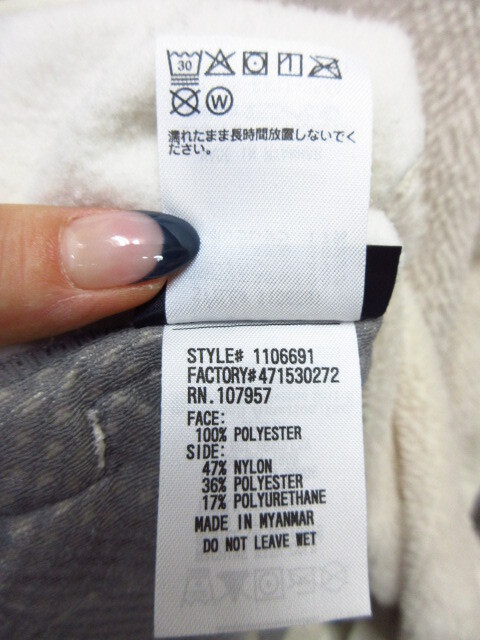 30
W
濡れたまま長時間放置しないでく
ださい。
STYLE# 1106691
FACTORY#471530272
RN.107957
FACE:
100% POLYESTER
SIDE:
47% NYLON
36% POLYESTER
17% POLYURETHANE
MADE IN MYANMAR
DO NOT LEAVE WET